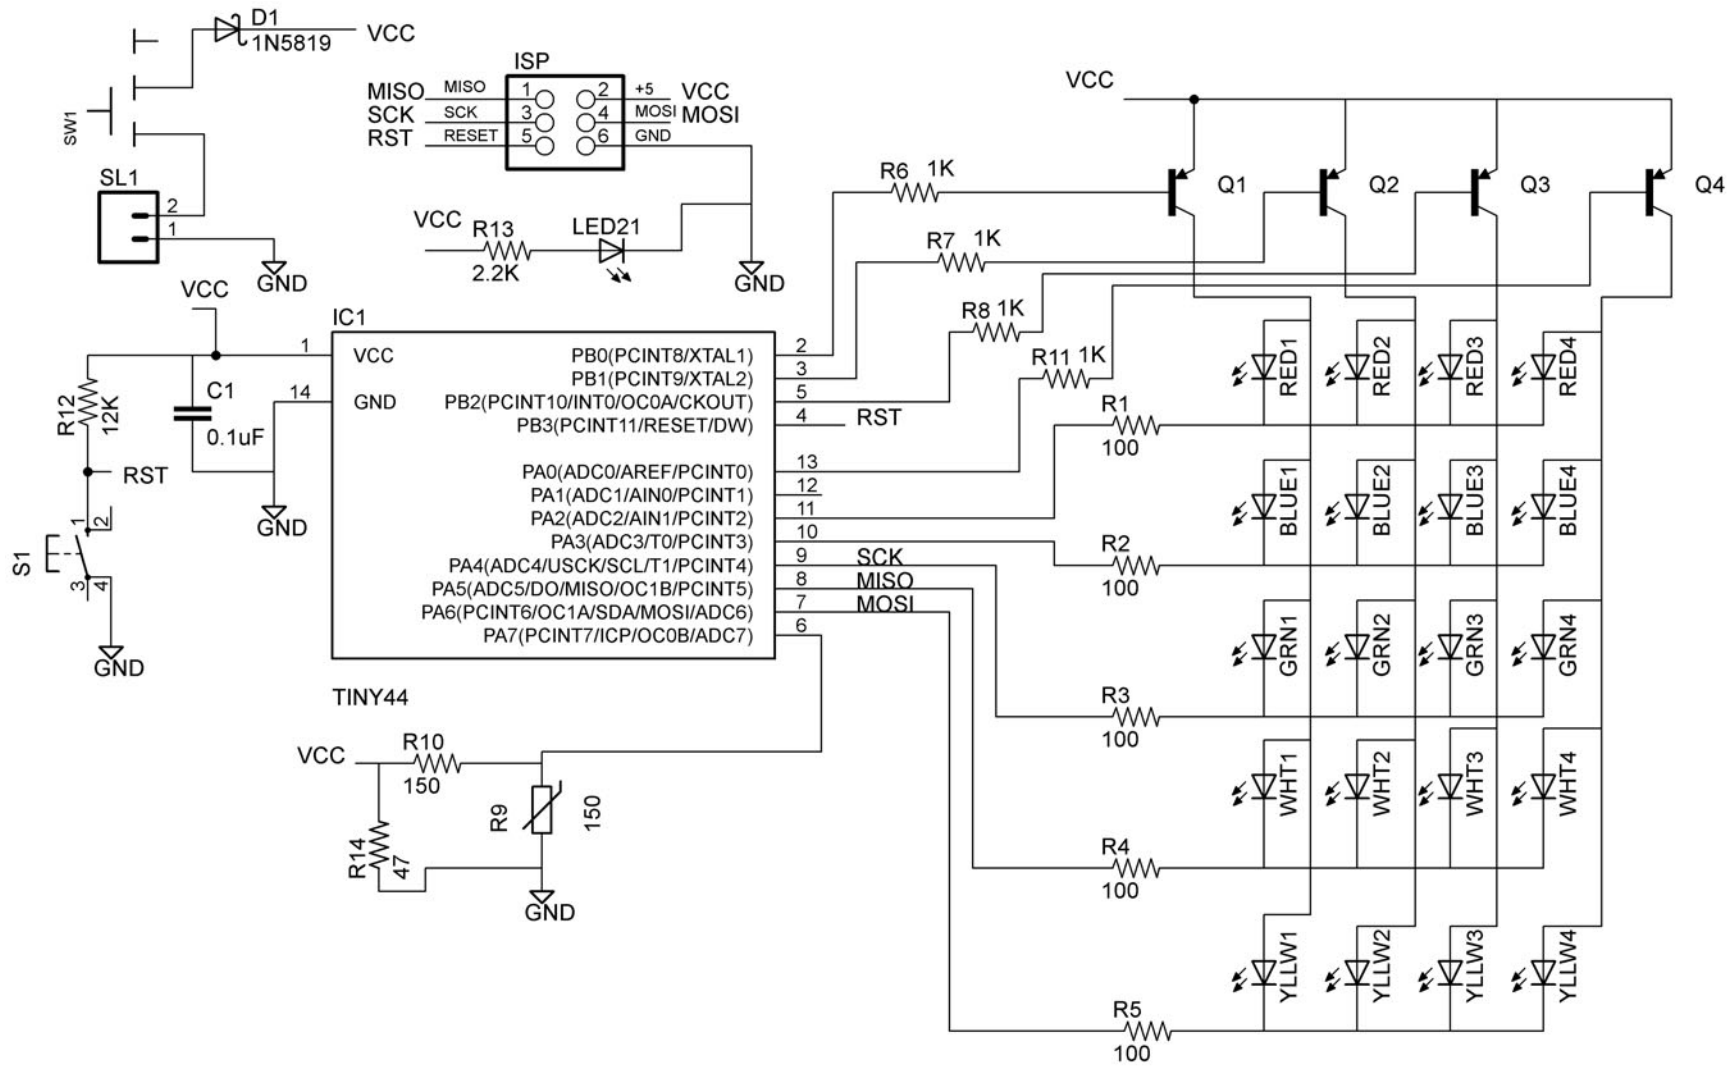 D1
VCC
1N5819
SW1
SL1
2
1
GND
ISP
MISO MISO 1 2 +5 VCC
SCK SCK 3 4 MOSI MOSI
RST RESET 5 6 GND
VCC
R13
2.2K
LED21
GND
VCC
R6 1K
Q1
Q2
Q3
Q4
R7 1K
R8 1K
R11 1K
VCC
R12
12K
C1
0.1uF
RST
GND
S1
1
2
3
4
GND
IC1
1 VCC
14 GND
PB0(PCINT8/XTAL1) 2
PB1(PCINT9/XTAL2) 3
PB2(PCINT10/INT0/OC0A/CKOUT) 5
PB3(PCINT11/RESET/DW) 4 RST
PA0(ADC0/AREF/PCINT0) 13
PA1(ADC1/AIN0/PCINT1) 12
PA2(ADC2/AIN1/PCINT2) 11
PA3(ADC3/T0/PCINT3) 10
PA4(ADC4/USCK/SCL/T1/PCINT4) 9 SCK
PA5(ADC5/DO/MISO/OC1B/PCINT5) 8 MISO
PA6(PCINT6/OC1A/SDA/MOSI/ADC6) 7 MOSI
PA7(PCINT7/ICP/OC0B/ADC7) 6
TINY44
VCC
R10
150
R9
150
R14
47
GND
RED1
RED2
RED3
RED4
R1
100
BLUE1
BLUE2
BLUE3
BLUE4
R2
100
GRN1
GRN2
GRN3
GRN4
R3
100
WHT1
WHT2
WHT3
WHT4
R4
100
YLLW1
YLLW2
YLLW3
YLLW4
R5
100